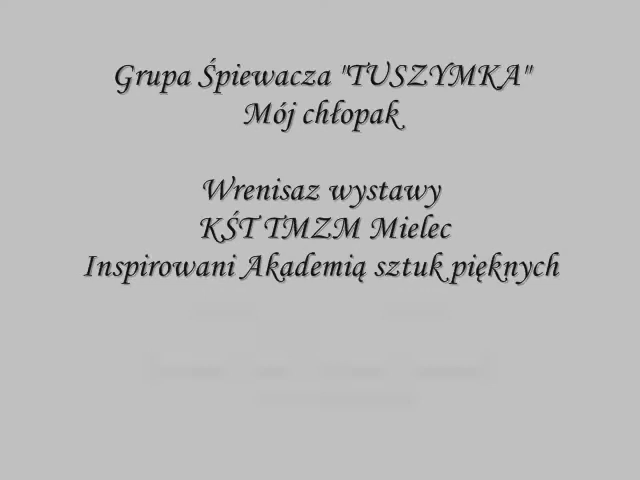 Grupa Śpiewacza "TUSZYMKA"
Mój chłopak
Wrenisaz wystawy
KŚT TMZM Mielec
Inspirowani Akademią sztuk pięknych